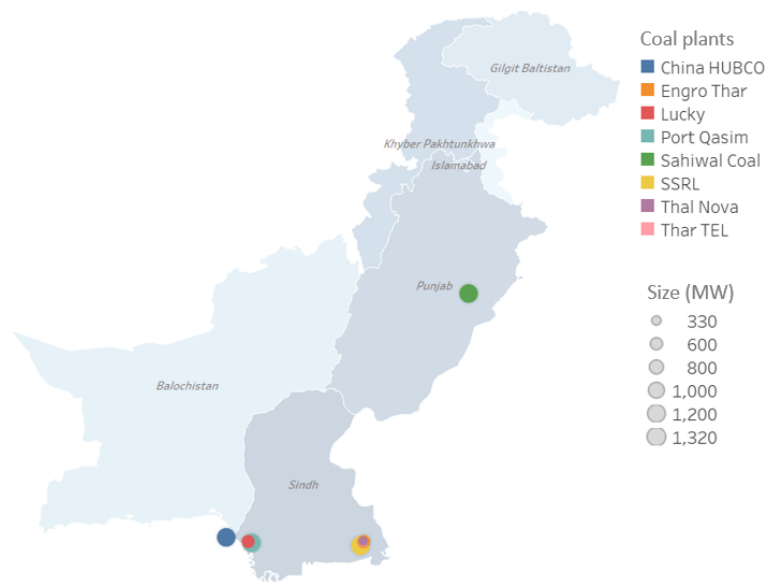 Coal plants
China HUBCO
Engro Thar
Lucky
Port Qasim
Sahiwal Coal
SSRL
Thal Nova
Thar TEL
Size (MW)
330
600
800
1,000
1,200
1,320
Gilgit Baltistan
Khyber Pakhtunkhwa
Islamabad
Punjab
Balochistan
Sindh